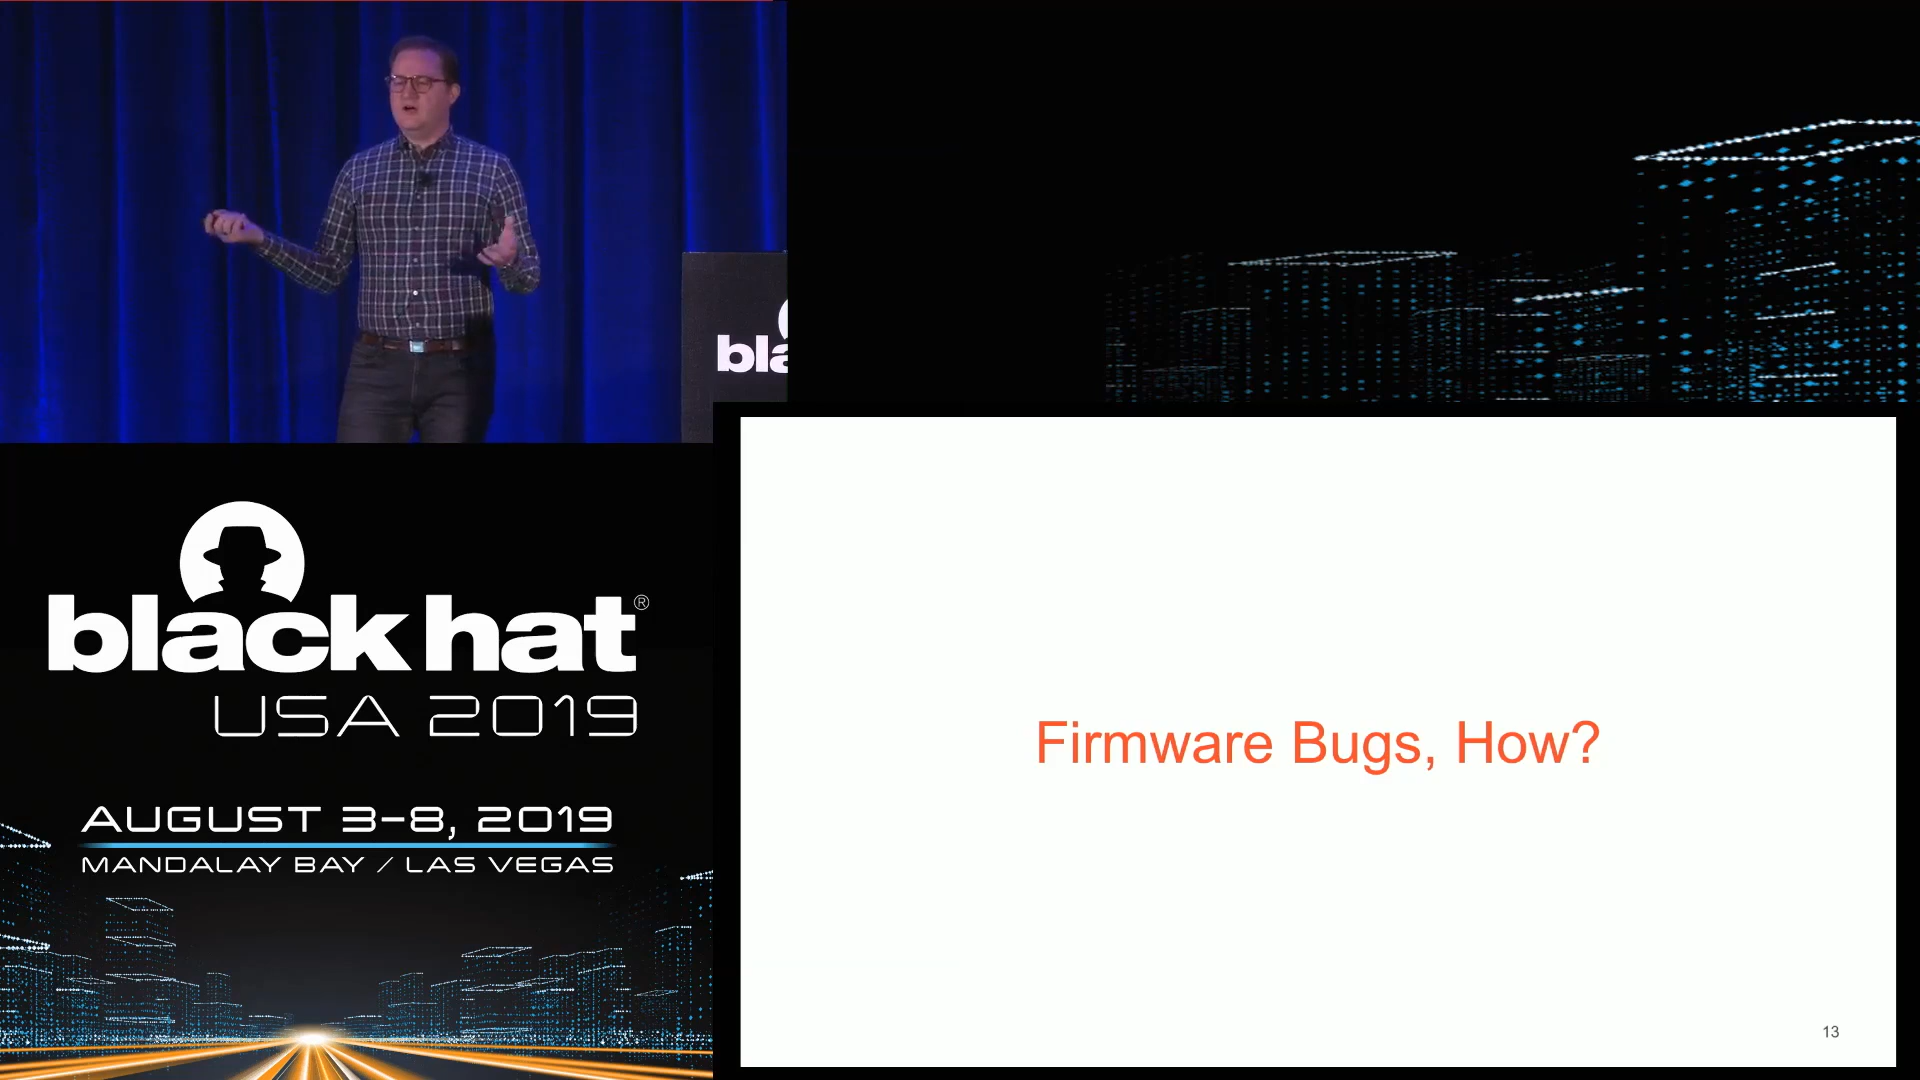 bla
black hat®
USA 2019
AUGUST 3-8, 2019
MANDALAY BAY / LAS VEGAS
Firmware Bugs, How?
13